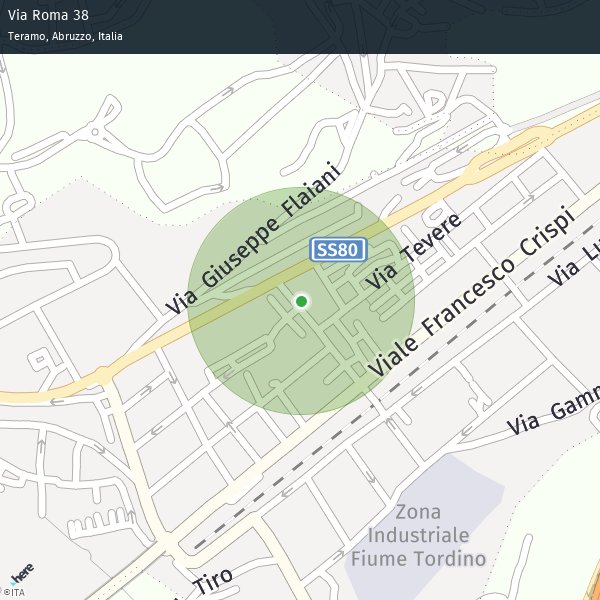 Via Roma 38
Teramo, Abruzzo, Italia
Via Giuseppe Flaiani
SS80
Via Tevere
Viale Francesco Crispi
Via Lu
Via Gamm
Zona
Industriale
Fiume Tordino
Tiro
here
©ITA